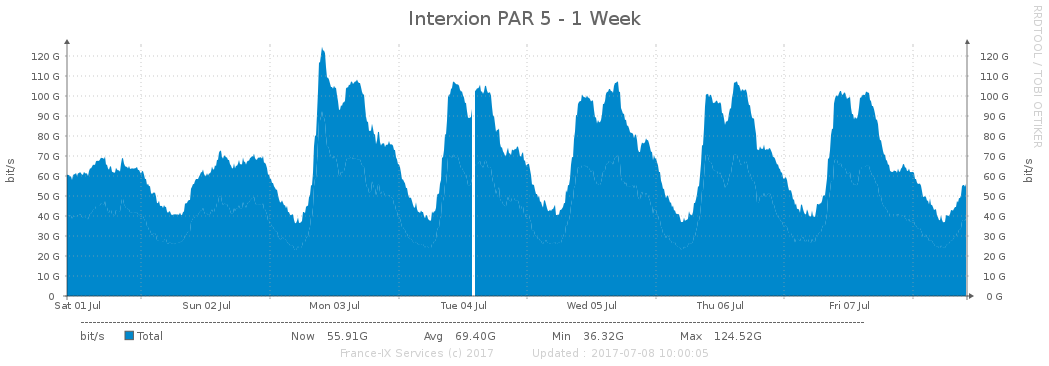 Interxion PAR 5 - 1 Week
RRDTOOL / TOBI OETIKER
bit/s
120 G 120 G
110 G 110 G
100 G 100 G
90 G 90 G
80 G 80 G
70 G 70 G
60 G 60 G
50 G 50 G
40 G 40 G
30 G 30 G
20 G 20 G
10 G 10 G
0 0 G
bit/s
Sat 01 Jul Sun 02 Jul Mon 03 Jul Tue 04 Jul Wed 05 Jul Thu 06 Jul Fri 07 Jul
bit/s Total Now 55.91G Avg 69.40G Min 36.32G Max 124.52G
France-IX Services (c) 2017 Updated : 2017-07-08 10:00:05